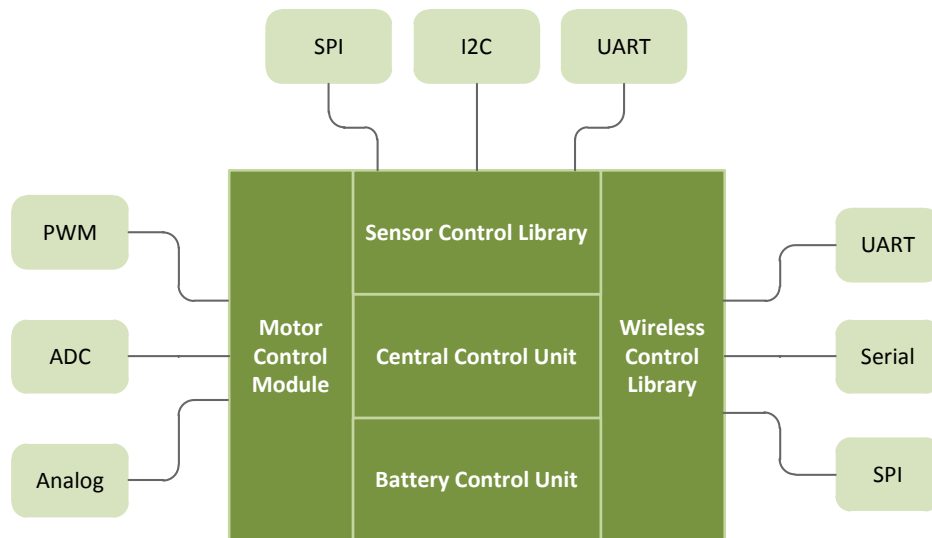 SPI
I2C
UART
PWM
ADC
Analog
Motor
Control
Module
Sensor Control Library
Central Control Unit
Battery Control Unit
Wireless
Control
Library
UART
Serial
SPI